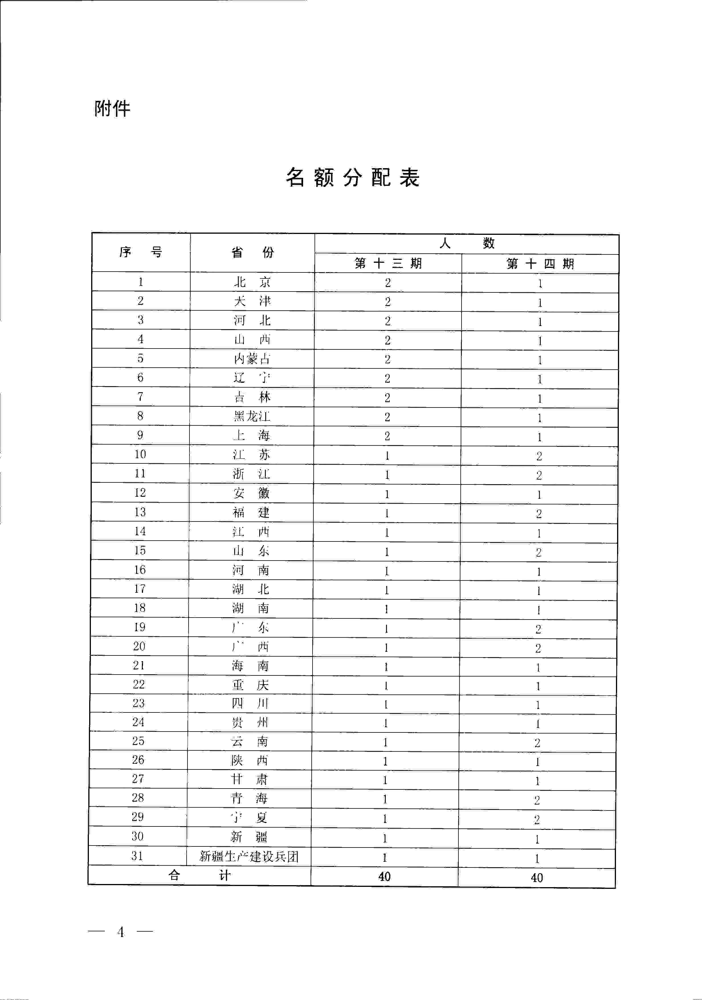 附件
名额分配表
序号 省份 人数
第十三期 第十四期
1 北京 2 1
2 天津 2 1
3 河北 2 1
4 山西 2 1
5 内蒙古 2 1
6 辽宁 2 1
7 吉林 2 1
8 黑龙江 2 1
9 上海 2 1
10 江苏 1 2
11 浙江 1 2
12 安徽 1 1
13 福建 1 2
14 江西 1 1
15 山东 1 2
16 河南 1 1
17 湖北 1 1
18 湖南 1 1
19 广东 1 2
20 广西 1 2
21 海南 1 1
22 重庆 1 1
23 四川 1 1
24 贵州 1 1
25 云南 1 2
26 陕西 1 1
27 甘肃 1 1
28 青海 1 2
29 宁夏 1 2
30 新疆 1 1
31 新疆生产建设兵团 1 1
合计 40 40
— 4 —